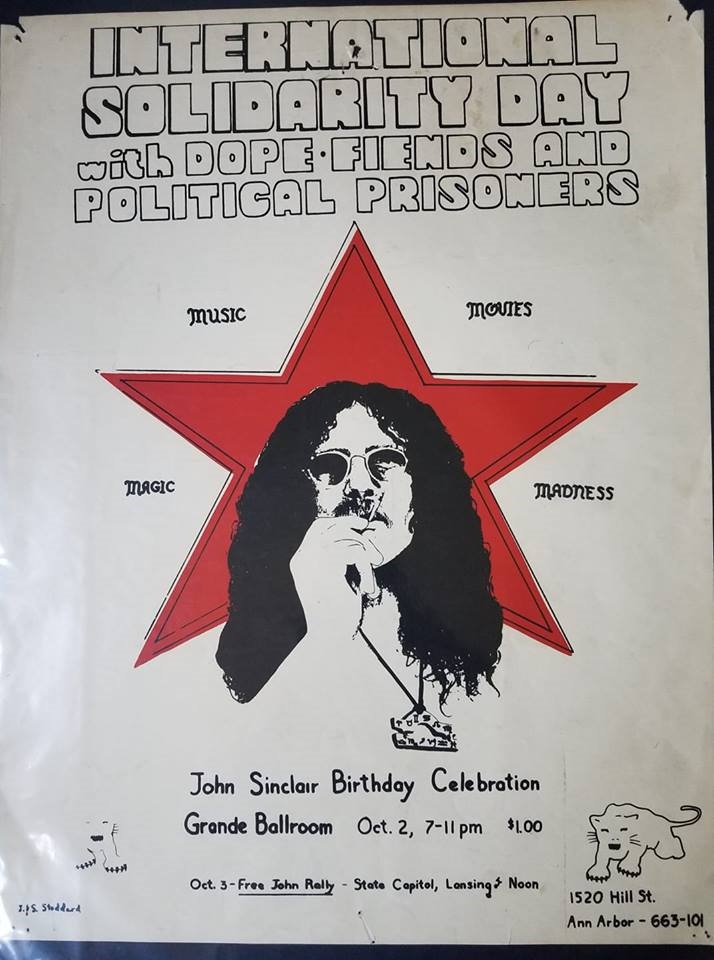 INTERNATIONAL
SOLIDARITY DAY
with DOPE·FIENDS AND
POLITICAL PRISONERS
MUSIC
MOVIES
MAGIC
MADNESS
John Sinclair Birthday Celebration
Grande Ballroom Oct. 2, 7-11 pm $1.00
Oct. 3 - Free John Rally - State Capitol, Lansing Noon
1520 Hill St.
Ann Arbor - 663-101
Stoddard